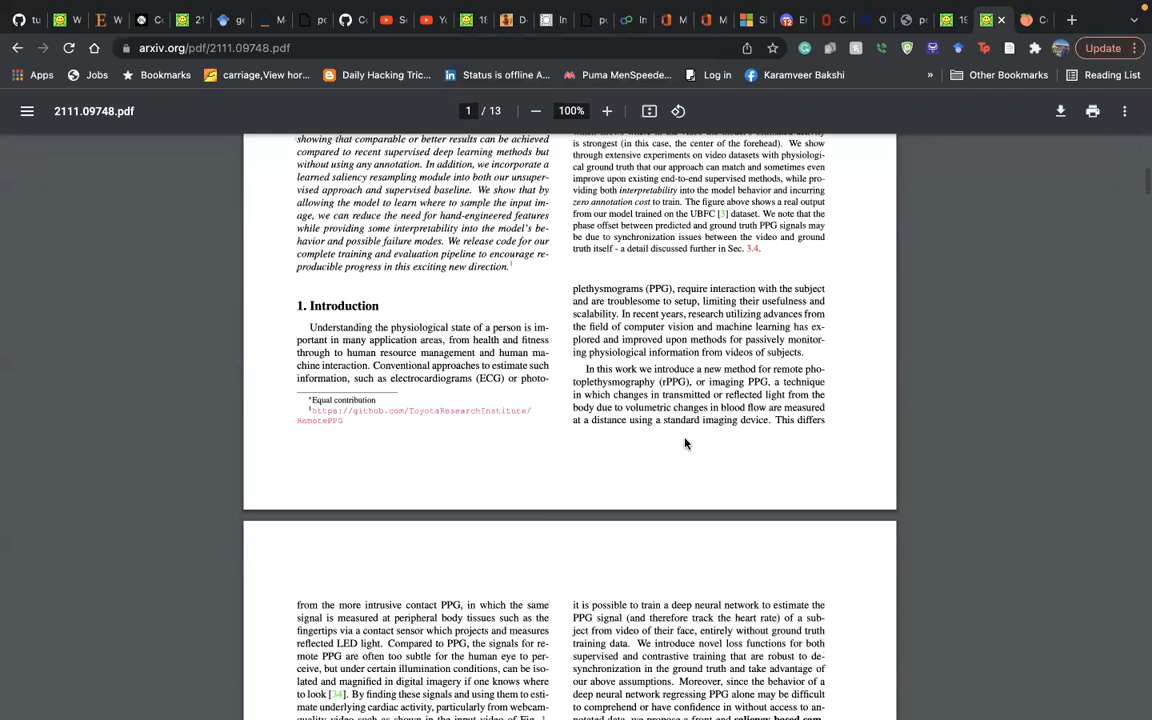 tu
W
W
Co
21
ge
M
po
Co
Sc
Yo
18
D
In
po
In
M
M
Si
Er
C
O
po
19
C
arxiv.org/pdf/2111.09748.pdf
Update
Apps
Jobs
Bookmarks
carriage,View hor...
Daily Hacking Tric...
Status is offline A...
Puma MenSpeede...
Log in
Karamveer Bakshi
»
Other Bookmarks
Reading List
2111.09748.pdf
1 / 13
100%
showing that comparable or better results can be achieved
compared to recent supervised deep learning methods but
without using any annotation. In addition, we incorporate a
learned saliency resampling module into both our unsuper-
vised approach and supervised baseline. We show that by
allowing the model to learn where to sample the input im-
age, we can reduce the need for hand-engineered features
while providing some interpretability into the model's be-
havior and possible failure modes. We release code for our
complete training and evaluation pipeline to encourage re-
producible progress in this exciting new direction.1
1. Introduction
Understanding the physiological state of a person is im-
portant in many application areas, from health and fitness
through to human resource management and human ma-
chine interaction. Conventional approaches to estimate such
information, such as electrocardiograms (ECG) or photo-
*Equal contribution
1https://github.com/ToyotaResearchInstitute/
RemotePPG
is strongest (in this case, the center of the forehead). We show
through extensive experiments on video datasets with physiologi-
cal ground truth that our approach can match and sometimes even
improve upon existing end-to-end supervised methods, while pro-
viding both interpretability into the model behavior and incurring
zero annotation cost to train. The figure above shows a real output
from our model trained on the UBFC [3] dataset. We note that the
phase offset between predicted and ground truth PPG signals may
be due to synchronization issues between the video and ground
truth itself - a detail discussed further in Sec. 3.4.
plethysmograms (PPG), require interaction with the subject
and are troublesome to setup, limiting their usefulness and
scalability. In recent years, research utilizing advances from
the field of computer vision and machine learning has ex-
plored and improved upon methods for passively monitor-
ing physiological information from videos of subjects.
In this work we introduce a new method for remote pho-
toplethysmography (rPPG), or imaging PPG, a technique
in which changes in transmitted or reflected light from the
body due to volumetric changes in blood flow are measured
at a distance using a standard imaging device. This differs
from the more intrusive contact PPG, in which the same
signal is measured at peripheral body tissues such as the
fingertips via a contact sensor which projects and measures
reflected LED light. Compared to PPG, the signals for re-
mote PPG are often too subtle for the human eye to per-
ceive, but under certain illumination conditions, can be iso-
lated and magnified in digital imagery if one knows where
to look [34]. By finding these signals and using them to esti-
mate underlying cardiac activity, particularly from webcam-
quality video such as shown in the input video of Fig. 1,
it is possible to train a deep neural network to estimate the
PPG signal (and therefore track the heart rate) of a sub-
ject from video of their face, entirely without ground truth
training data. We introduce novel loss functions for both
supervised and contrastive training that are robust to de-
synchronization in the ground truth and take advantage of
our above assumptions. Moreover, since the behavior of a
deep neural network regressing PPG alone may be difficult
to comprehend or have confidence in without access to an-
notated data, we propose a front-end saliency-based sam-